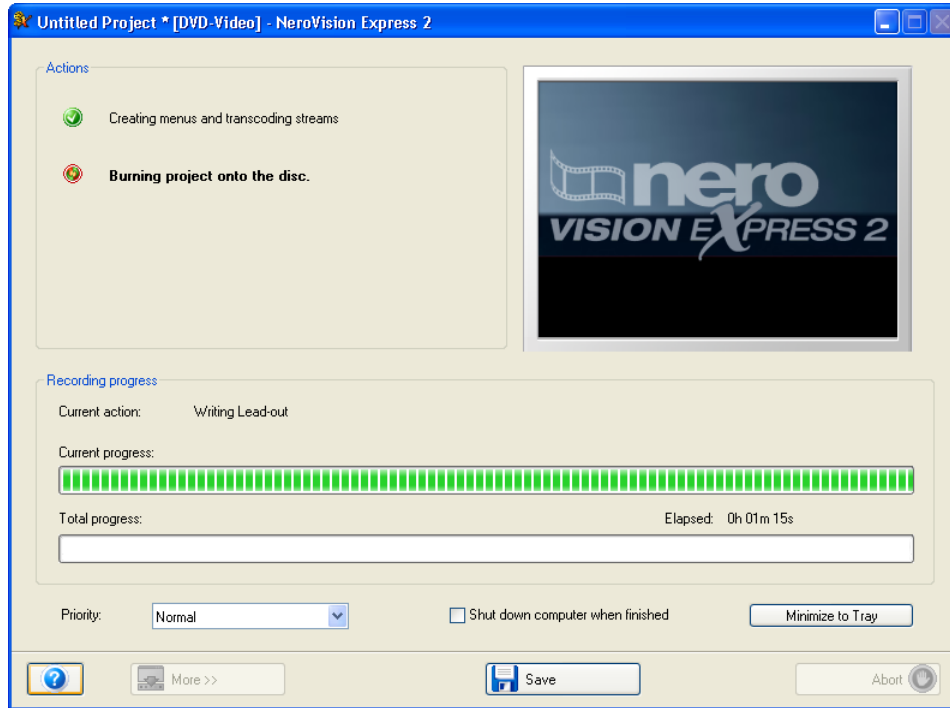 Untitled Project * [DVD-Video] - NeroVision Express 2
Actions
Creating menus and transcoding streams
Burning project onto the disc.
nero
VISION EXPRESS 2
Recording progress
Current action: Writing Lead-out
Current progress:
Total progress: Elapsed: 0h 01m 15s
Priority: Normal Shut down computer when finished Minimize to Tray
More >> Save Abort